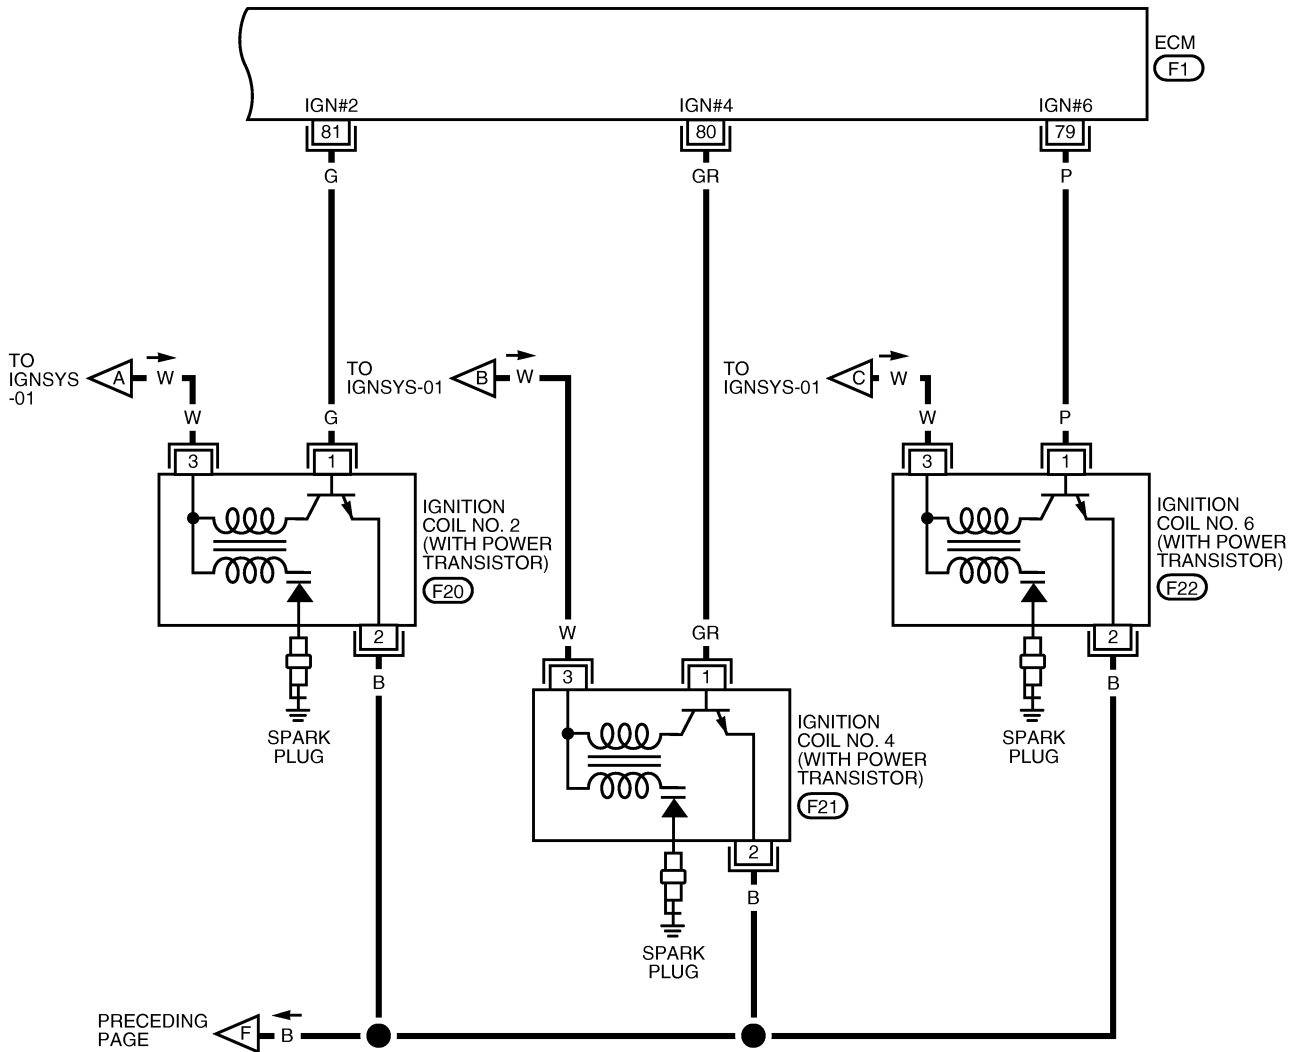 ECM
F1
IGN#2
IGN#4
IGN#6
81
80
79
G
GR
P
TO
IGNSYS
-01
A
W
TO
IGNSYS-01
B
W
TO
IGNSYS-01
C
W
W
G
W
P
3
1
3
1
IGNITION
COIL NO. 2
(WITH POWER
TRANSISTOR)
F20
IGNITION
COIL NO. 6
(WITH POWER
TRANSISTOR)
F22
2
W
GR
2
B
3
1
B
SPARK
PLUG
IGNITION
COIL NO. 4
(WITH POWER
TRANSISTOR)
F21
SPARK
PLUG
2
B
SPARK
PLUG
PRECEDING
PAGE
F
B